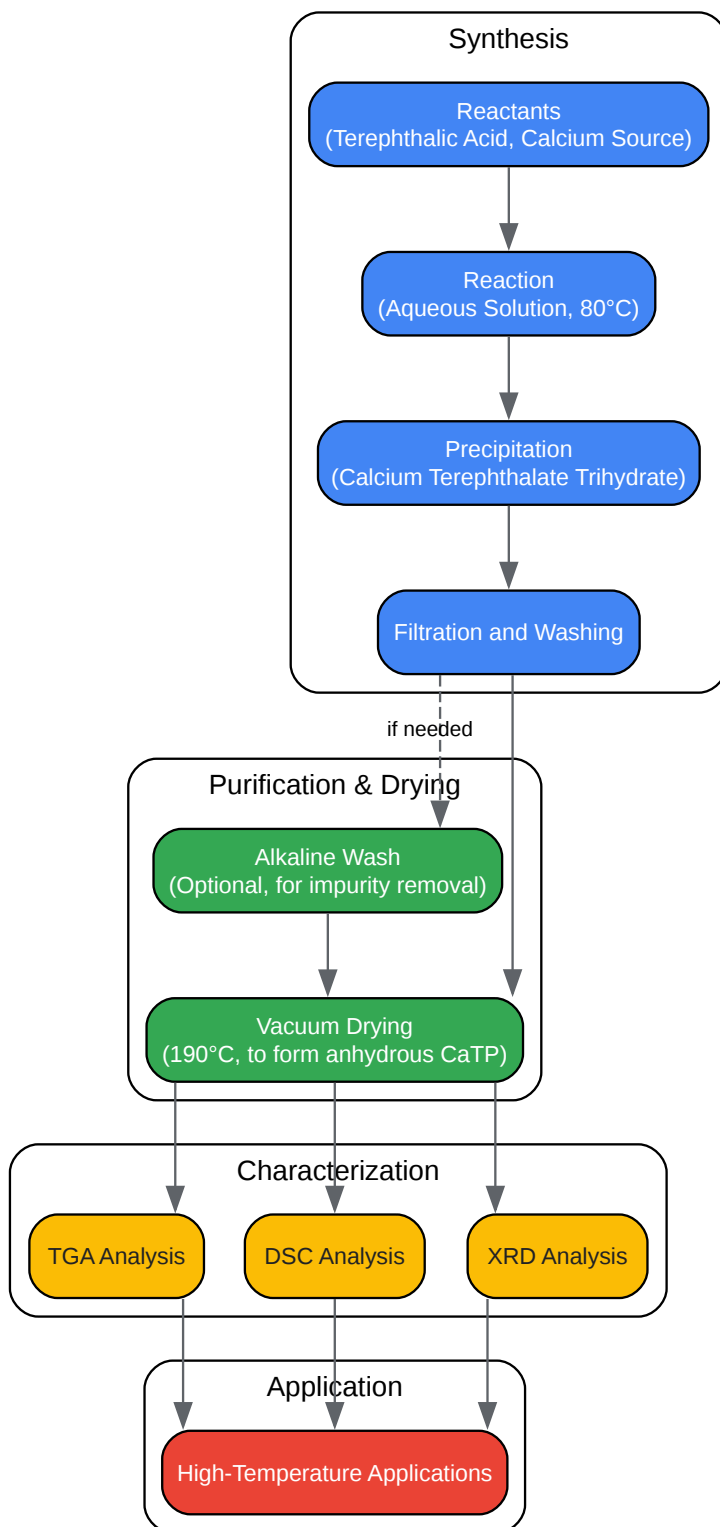 Synthesis
Reactants
(Terephthalic Acid, Calcium Source)
Reaction
(Aqueous Solution, 80°C)
Precipitation
(Calcium Terephthalate Trihydrate)
Filtration and Washing
if needed
Purification & Drying
Alkaline Wash
(Optional, for impurity removal)
Vacuum Drying
(190°C, to form anhydrous CaTP)
Characterization
TGA Analysis
DSC Analysis
XRD Analysis
Application
High-Temperature Applications